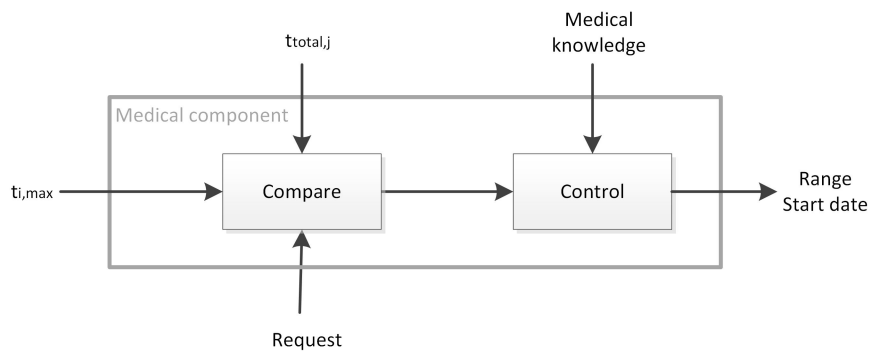 Medical
knowledge
ttotal,j
Medical component
ti,max
Compare
Control
Range
Start date
Request